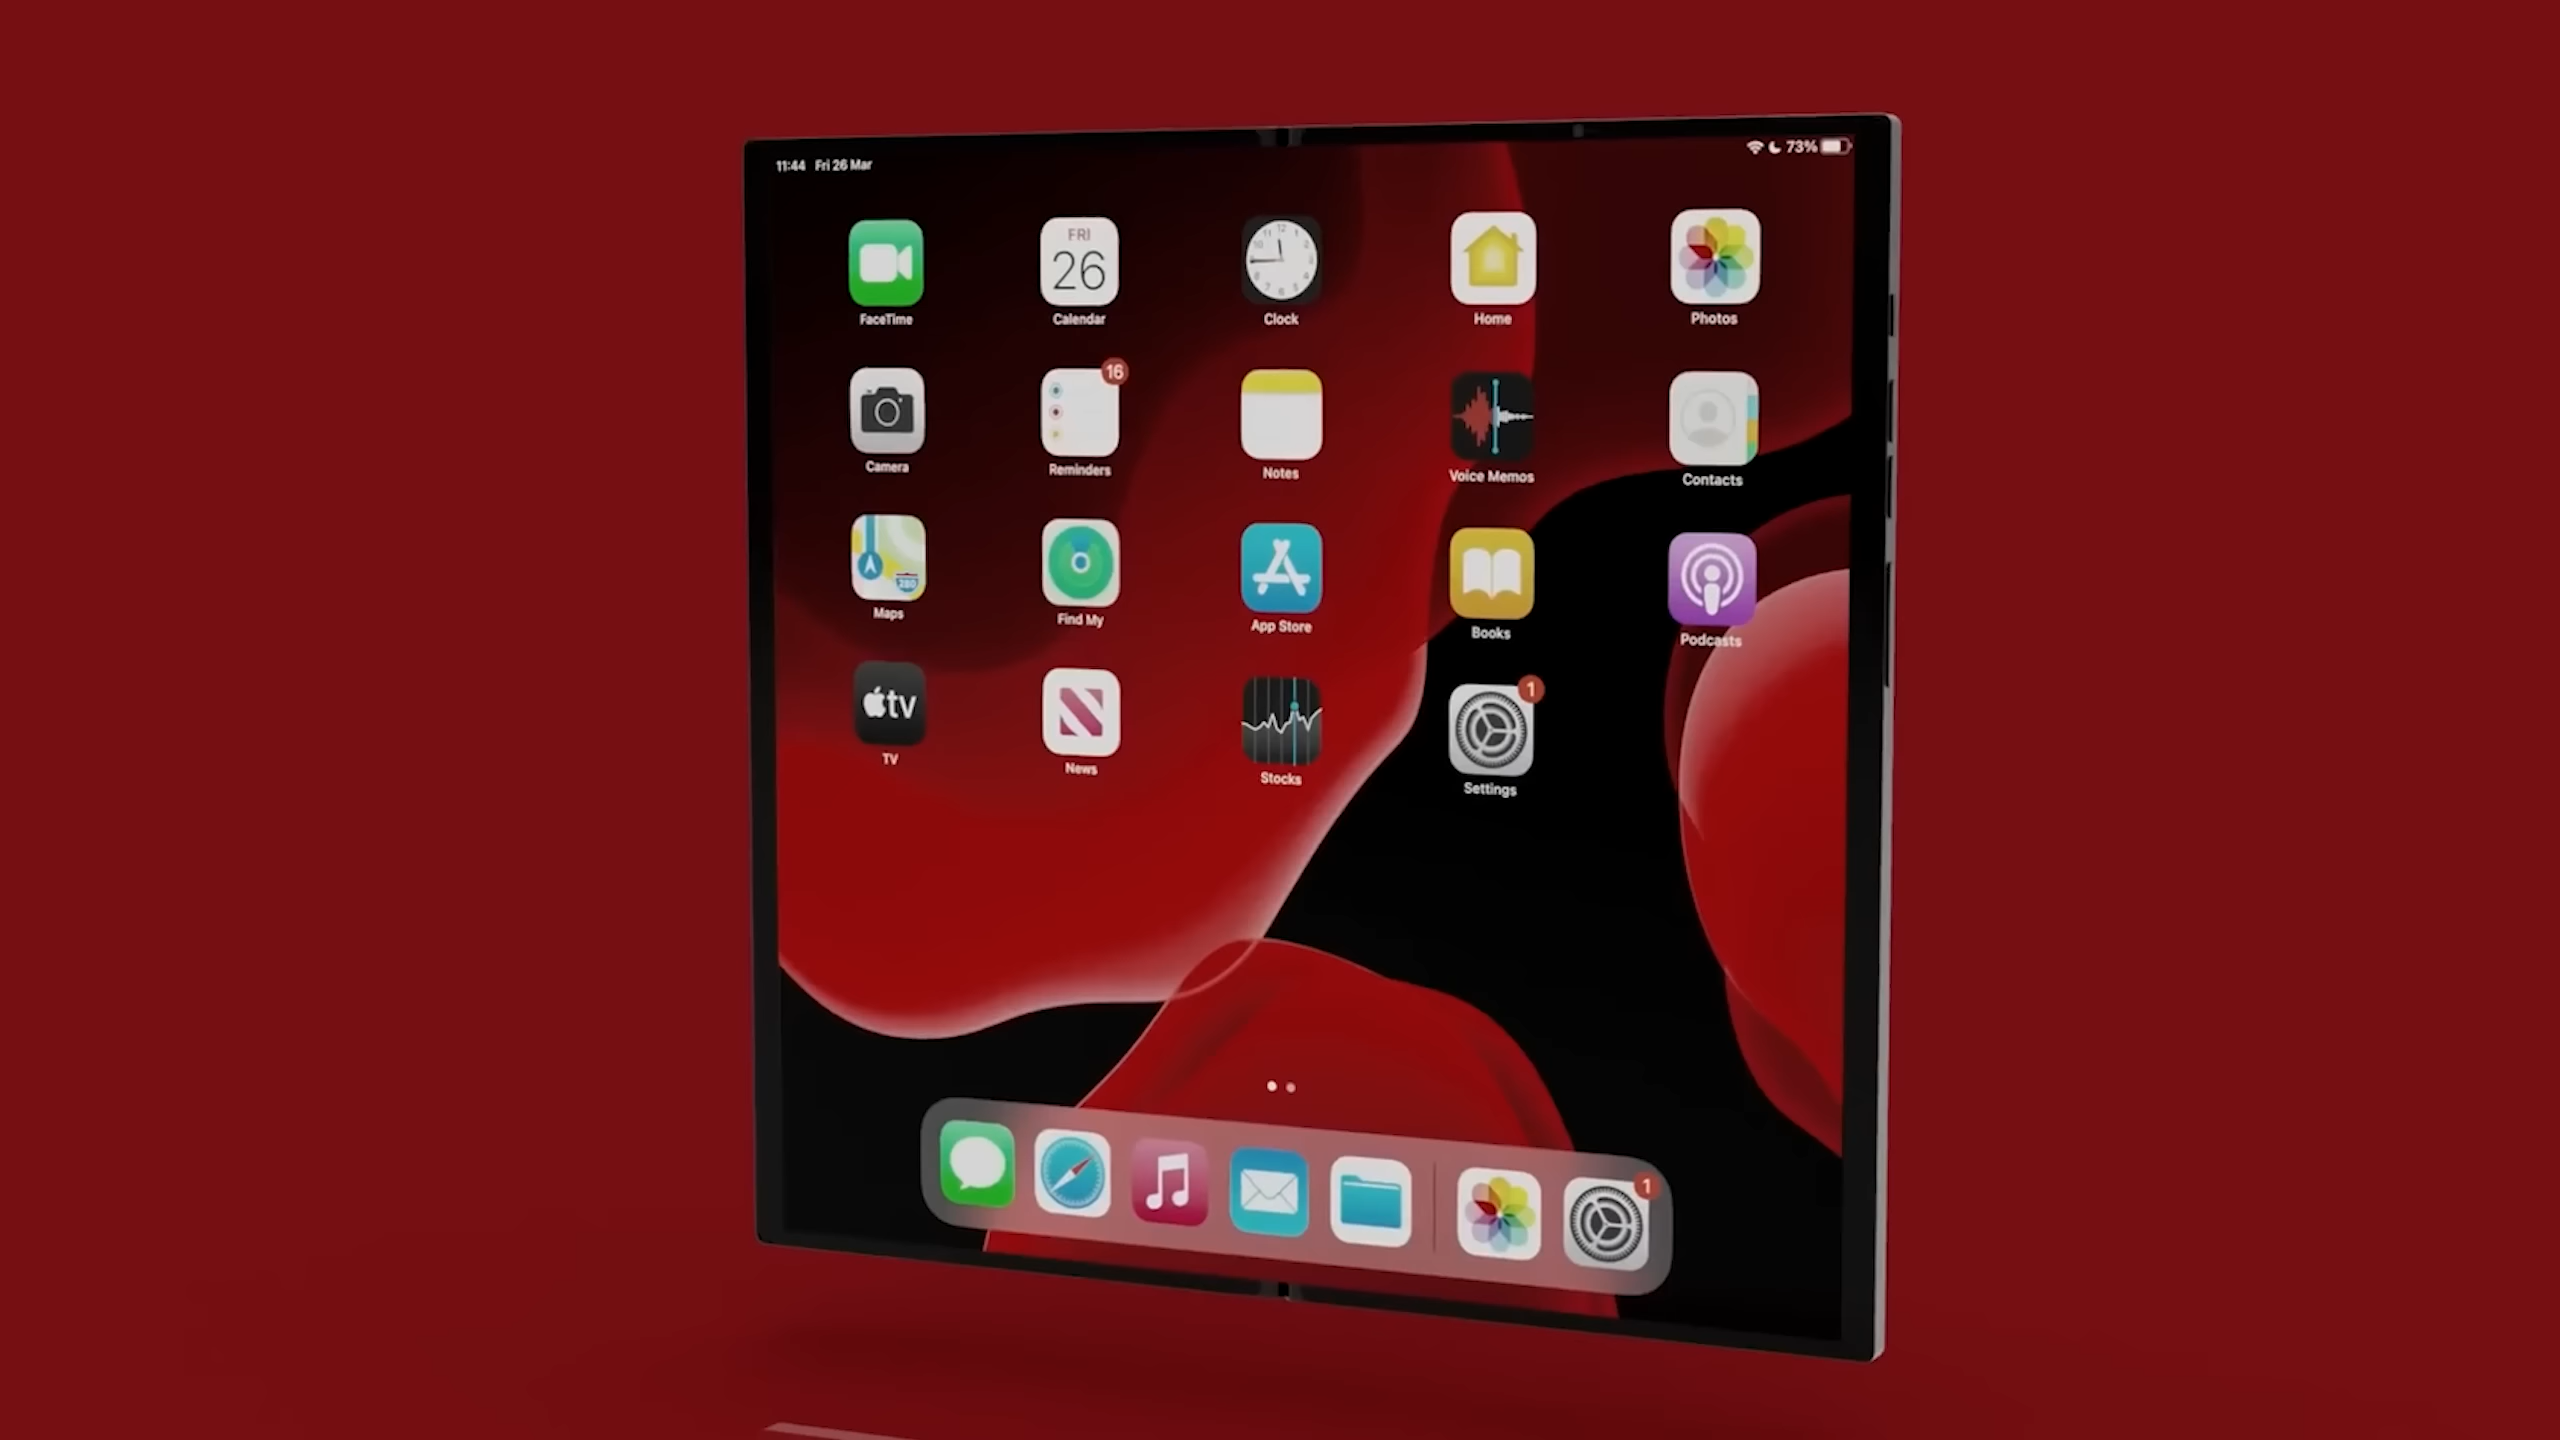 11:44 Fri 26 Mar
73%
FRI
26
FaceTime
Calendar
Clock
Home
Photos
16
Camera
Reminders
Notes
Voice Memos
Contacts
280
Maps
Find My
App Store
Books
Podcasts
tv
1
TV
News
Stocks
Settings
1